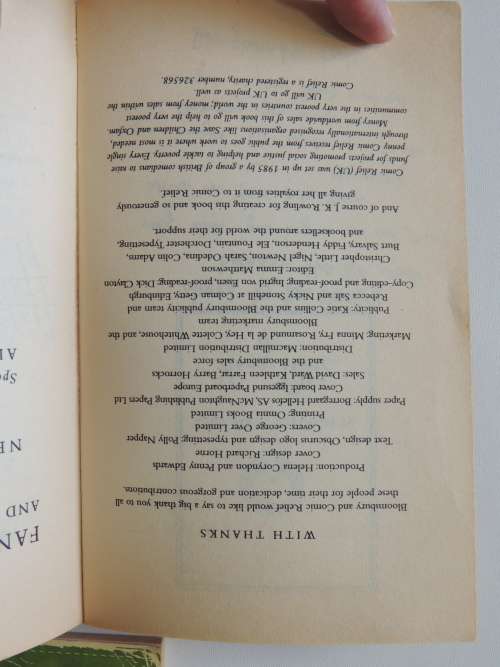 WITH THANKS
Bloomsbury and Comic Relief would like to say a big thank you to all
these people for their time, dedication and gorgeous contributions.
Production: Helena Coryndon and Penny Edwards
Cover design: Richard Horne
Text design, Obscurus logo design and typesetting: Polly Napper
Covers: George Over Limited
Printing: Omnia Books Limited
Paper supply: Borregaard Hellefos AS, McNaughton Publishing Papers Ltd
Cover board: Iggesund Paperboard Europe
Sales: David Ward, Kathleen Farrar, Barry Horrocks
and the Bloomsbury sales force
Distribution: Macmillan Distribution Limited
Marketing: Minna Fry, Rosamund de la Hey, Colette Whitehouse, and the
Bloomsbury marketing team
Publicity: Katie Collins and the Bloomsbury publicity team and
Rebecca Salt and Nicky Stonehill at Colman Getty, Edinburgh
Copy-editing and proof-reading: Ingrid von Essen, proof-reading: Dick Clayton
Editor: Emma Matthewson
Christopher Little, Nigel Newton, Sarah Odedina, Colin Adams,
Burt Salvary, Fiddy Henderson, Ele Fountain, Dorchester Typesetting,
and booksellers around the world for their support.
And of course J. K. Rowling for creating this book and so generously
giving all her royalties from it to Comic Relief.
Comic Relief (UK) was set up in 1985 by a group of British comedians to raise
funds for projects promoting social justice and helping to tackle poverty. Every single
penny Comic Relief receives from the public goes to work where it is most needed,
through internationally recognised organisations like Save the Children and Oxfam.
Money from worldwide sales of this book will go to help the very poorest
communities in the very poorest countries in the world; money from sales within the
UK will go to UK projects as well.
Comic Relief is a registered charity, number 326568.
FAN
AND
NE
Spe
AL